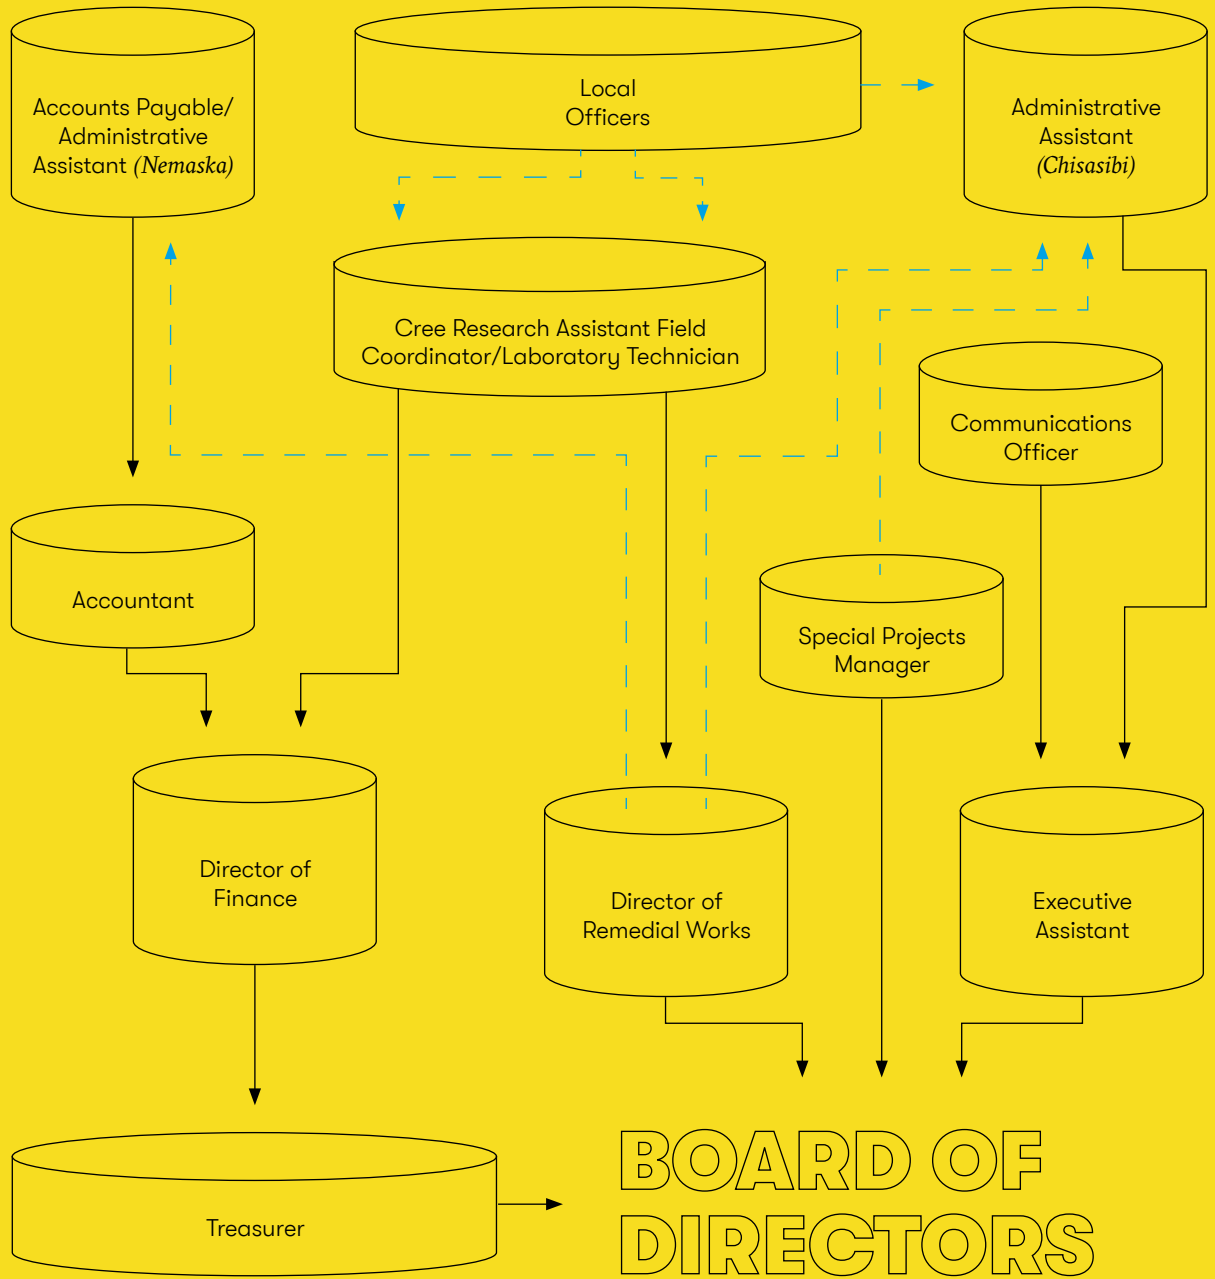 Accounts Payable/
Administrative
Assistant (Nemaska)
Local
Officers
Administrative
Assistant
(Chisasibi)
Cree Research Assistant Field
Coordinator/Laboratory Technician
Communications
Officer
Accountant
Special Projects
Manager
Director of
Finance
Director of
Remedial Works
Executive
Assistant
Treasurer
BOARD OF
DIRECTORS